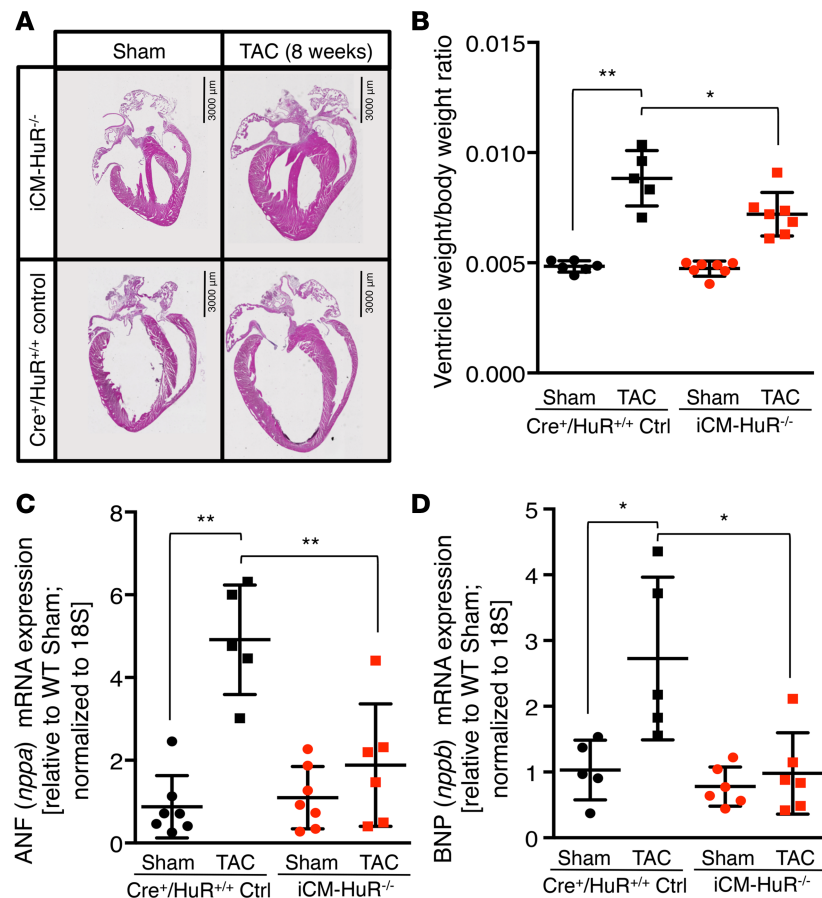 A
Sham
TAC (8 weeks)
iCM-HuR-/-
3000 µm
3000 µm
Cre+/HuR+/+ control
3000 µm
3000 µm
B
Ventricle weight/body weight ratio
0.015
0.010
0.005
0.000
**
*
Sham TAC Sham TAC
Cre+/HuR+/+ Ctrl iCM-HuR-/-
C
ANF (nppa) mRNA expression
[relative to WT Sham;
normalized to 18S]
8
6
4
2
0
**
**
Sham TAC Sham TAC
Cre+/HuR+/+ Ctrl iCM-HuR-/-
D
BNP (nppb) mRNA expression
[relative to WT Sham;
normalized to 18S]
5
4
3
2
1
0
*
*
Sham TAC Sham TAC
Cre+/HuR+/+ Ctrl iCM-HuR-/-